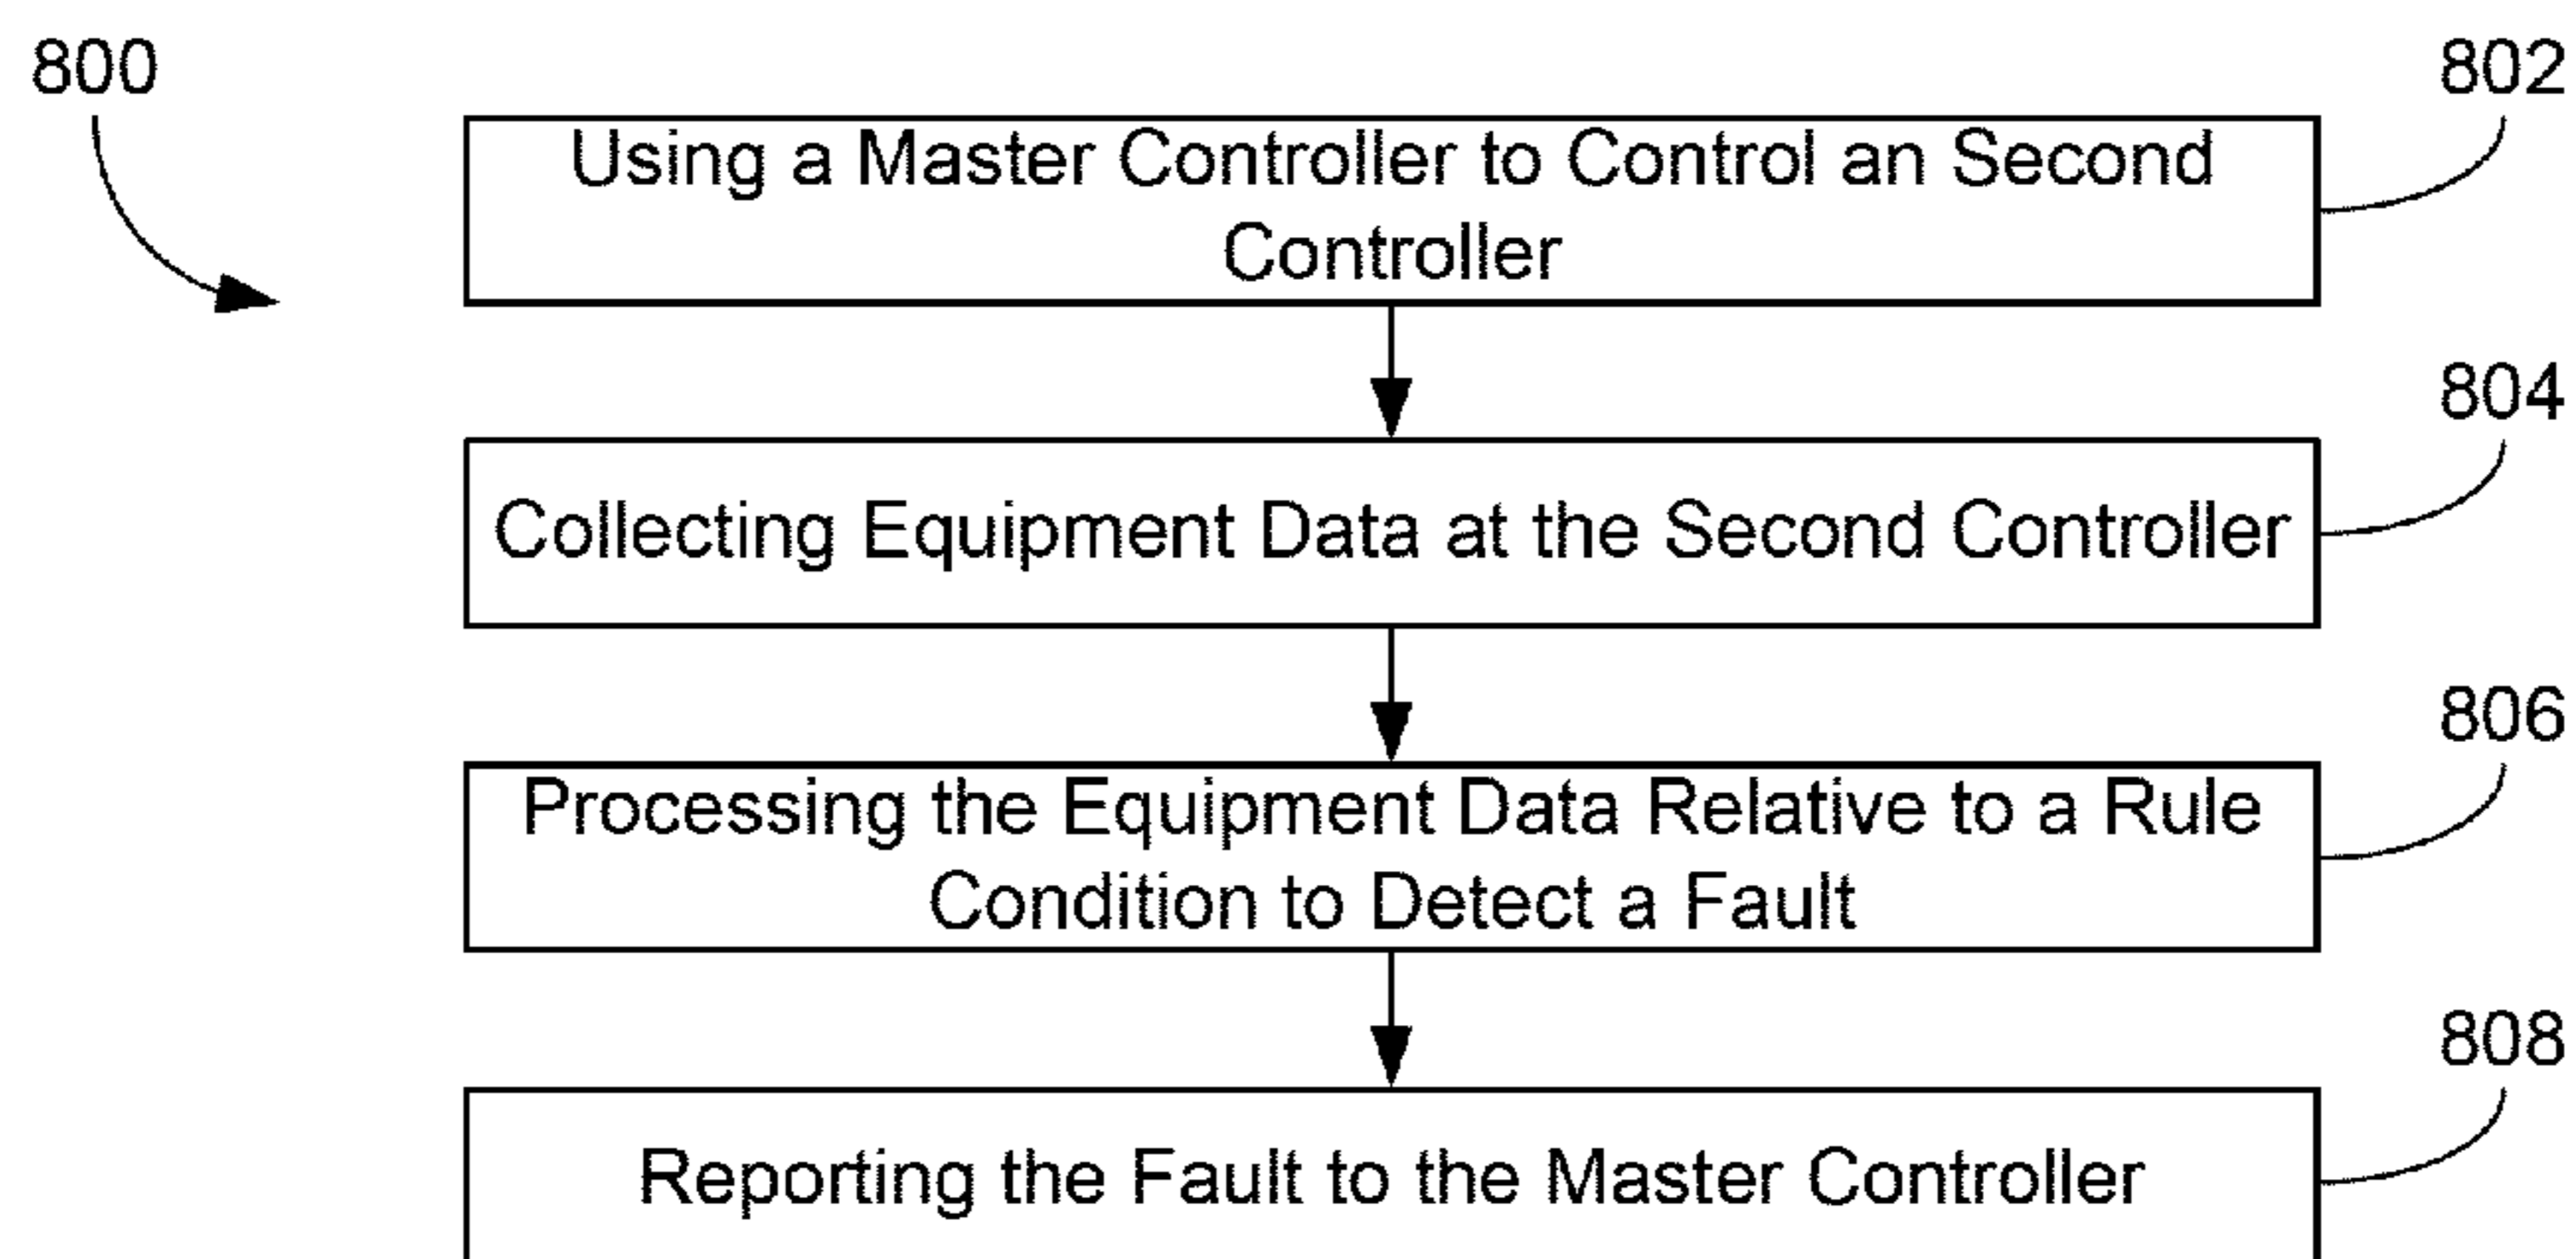 800
802
Using a Master Controller to Control an Second
Controller
804
Collecting Equipment Data at the Second Controller
806
Processing the Equipment Data Relative to a Rule
Condition to Detect a Fault
808
Reporting the Fault to the Master Controller